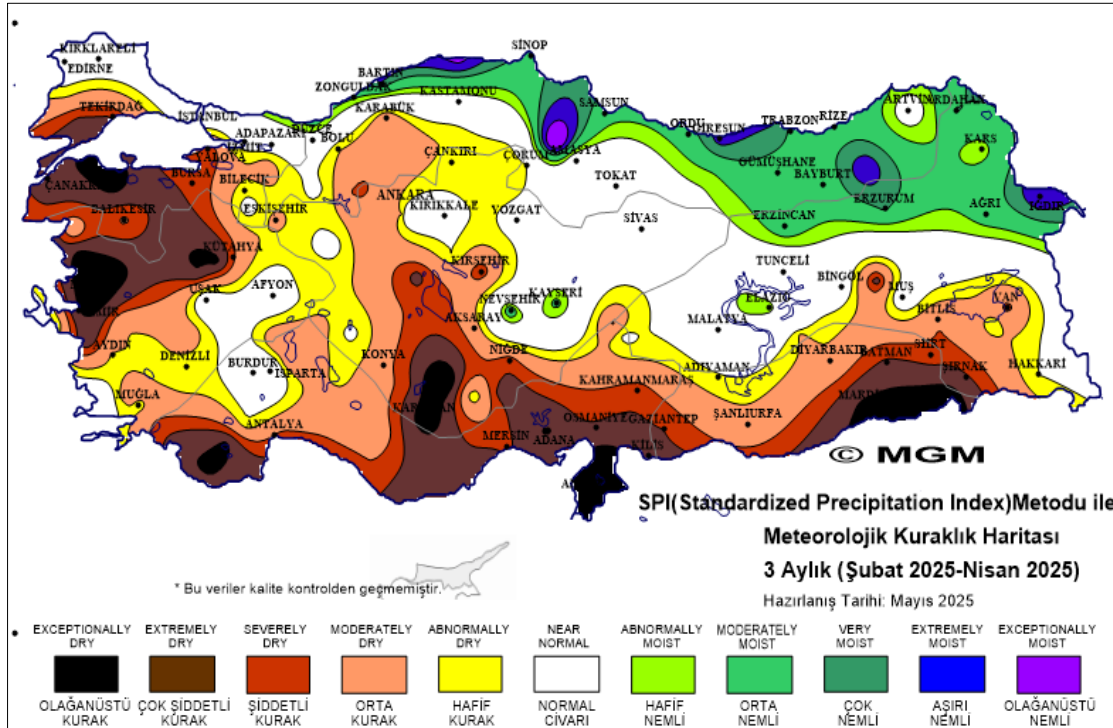 SİNOP
KIRKLARELİ
EDİRNE
BARTIN
ZONGULDAK
KASTAMONU
TEKİRDAĞ
İSTANBUL
KARABÜK
SAMSUN
ARTVİN
ARDAHAN
ADAPAZARI
DÜZCE
BOLU
ORDU
GİRESUN
TRABZON
RİZE
KARS
YALOVA
ÇANKIRI
ÇORUM
AMASYA
GÜMÜŞHANE
BAYBURT
BURSA
BİLECİK
ANKARA
TOKAT
ERZURUM
IĞDIR
BALIKESİR
ESKİŞEHİR
KIRIKKALE
YOZGAT
SİVAS
ERZİNCAN
AĞRI
KÜTAHYA
KIRŞEHİR
TUNCELİ
BİNGÖL
MUŞ
UŞAK
AFYON
NEVŞEHİR
KAYSERİ
ELAZIĞ
VAN
BİTLİS
AKSARAY
MALATYA
AYDIN
DENİZLİ
BURDUR
ISPARTA
KONYA
NİĞDE
DİYARBAKIR
BATMAN
SİİRT
ŞIRNAK
HAKKARİ
ADIYAMAN
MUĞLA
KAHRAMANMARAŞ
ANTALYA
OSMANİYE
GAZİANTEP
ŞANLIURFA
MERSİN
ADANA
KİLİS
© MGM
SPI(Standardized Precipitation Index)Metodu ile
Meteorolojik Kuraklık Haritası
3 Aylık (Şubat 2025-Nisan 2025)
Hazırlanış Tarihi: Mayıs 2025
* Bu veriler kalite kontrolden geçmemiştir.
EXCEPTIONALLY DRY
EXTREMELY DRY
SEVERELY DRY
MODERATELY DRY
ABNORMALLY DRY
NEAR NORMAL
ABNORMALLY MOIST
MODERATELY MOIST
VERY MOIST
EXTREMELY MOIST
EXCEPTIONALLY MOIST
OLAĞANÜSTÜ KURAK
ÇOK ŞİDDETLİ KURAK
ŞİDDETLİ KURAK
ORTA KURAK
HAFİF KURAK
NORMAL CİVARI
HAFİF NEMLİ
ORTA NEMLİ
ÇOK NEMLİ
AŞIRI NEMLİ
OLAĞANÜSTÜ NEMLİ